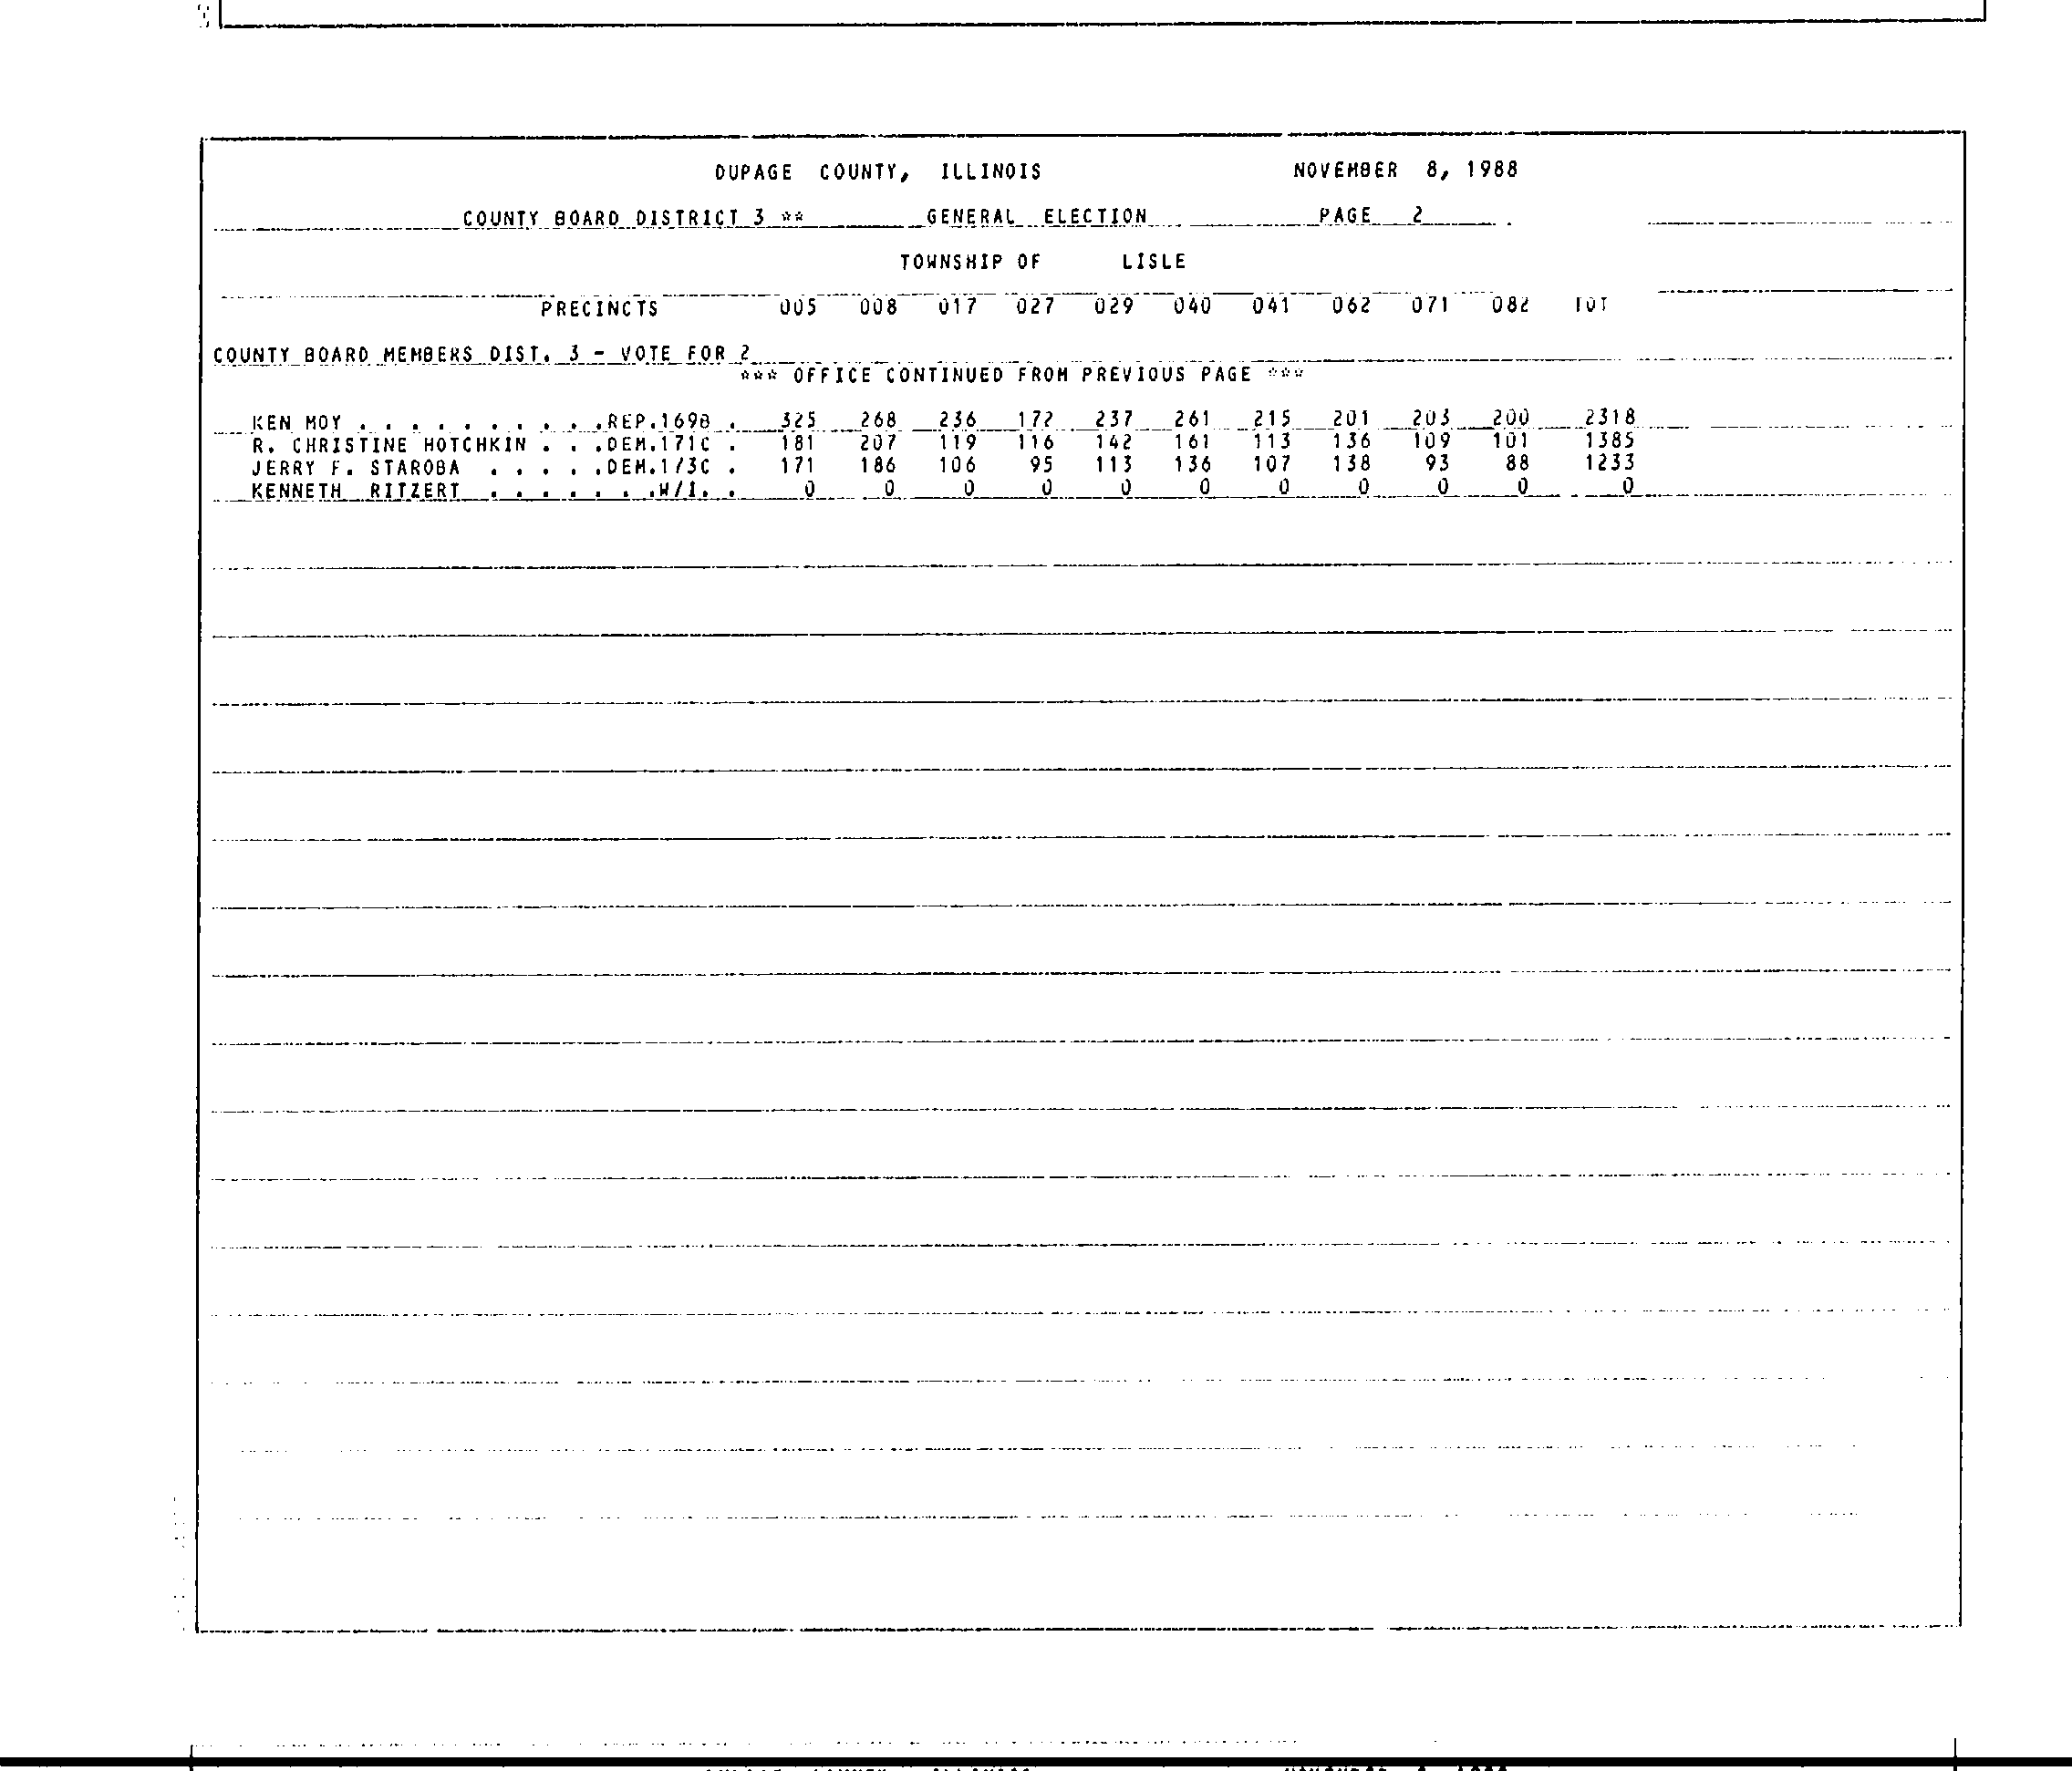 DUPAGE COUNTY, ILLINOIS NOVEMBER 8, 1988
COUNTY BOARD DISTRICT 3 ** GENERAL ELECTION PAGE 2
TOWNSHIP OF LISLE
PRECINCTS 005 008 017 027 029 040 041 062 071 082 TOT
COUNTY BOARD MEMBERS DIST. 3 - VOTE FOR 2
*** OFFICE CONTINUED FROM PREVIOUS PAGE ***
KEN MOY . . . . . . . . . .REP.169B . 325 268 236 172 237 261 215 201 203 200 2318
R. CHRISTINE HOTCHKIN . . .DEM.171C . 181 207 119 116 142 161 113 136 109 101 1385
JERRY F. STAROBA . . . . .DEM.173C . 171 186 106 95 113 136 107 138 93 88 1233
KENNETH RITZERT . . . . . . .W/I. . 0 0 0 0 0 0 0 0 0 0 0